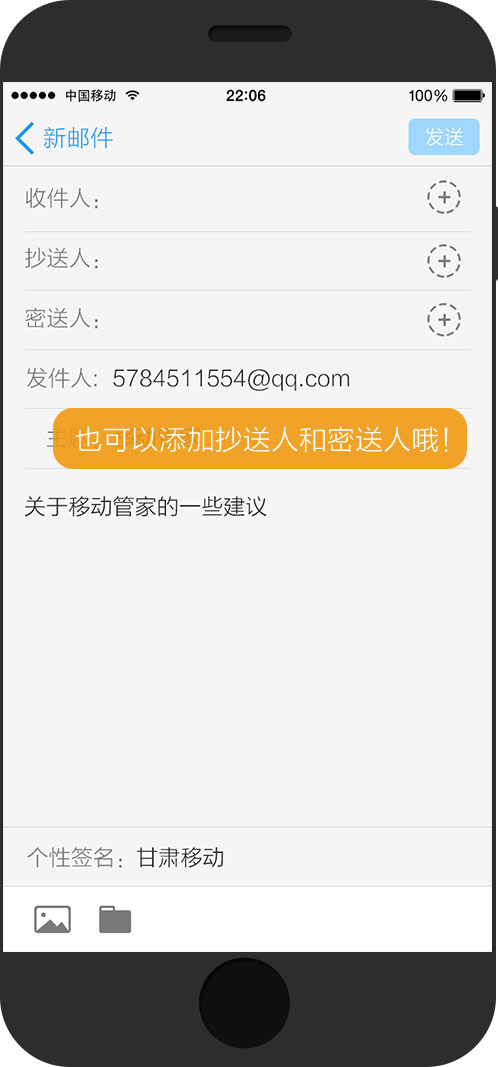 中国移动 22:06 100%
新邮件 发送
收件人：
抄送人：
密送人：
发件人: 5784511554@qq.com
也可以添加抄送人和密送人哦!
关于移动管家的一些建议
个性签名：甘肃移动